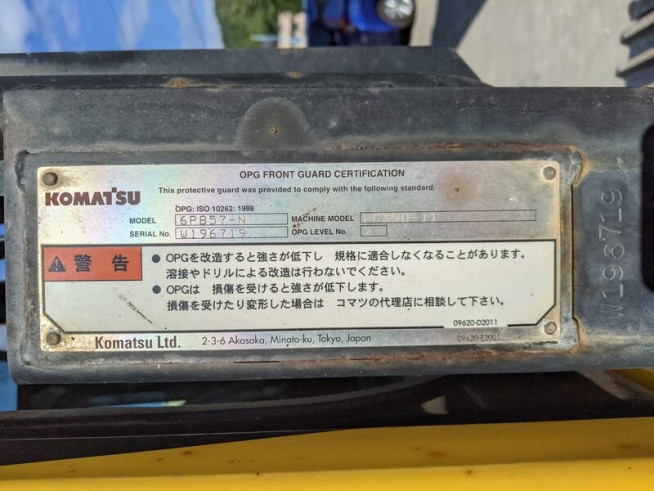 OPG FRONT GUARD CERTIFICATION
KOMATSU
This protective guard was provided to comply with the following standard.
OPG: ISO 10262: 1998
MODEL 6PB57-N MACHINE MODEL
SERIAL No. W196719 OPG LEVEL No. 2
警告
● OPGを改造すると強さが低下し 規格に適合しなくなることがあります。
溶接やドリルによる改造は行わないでください。
● OPGは 損傷を受けると強さが低下します。
損傷を受けたり変形した場合は コマツの代理店に相談して下さい。
09620-D2011
Komatsu Ltd. 2-3-6 Akasaka, Minato-ku, Tokyo, Japan 09620-E2001
W196719